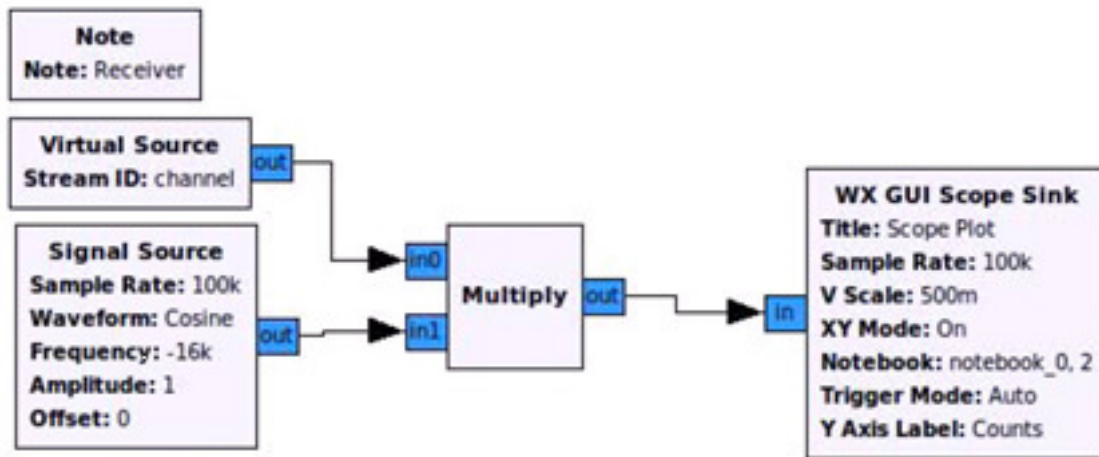 Note
Note: Receiver
Virtual Source
Stream ID: channel
out
Signal Source
Sample Rate: 100k
Waveform: Cosine
Frequency: -16k
Amplitude: 1
Offset: 0
out
in0
in1
Multiply
out
in
WX GUI Scope Sink
Title: Scope Plot
Sample Rate: 100k
V Scale: 500m
XY Mode: On
Notebook: notebook_0, 2
Trigger Mode: Auto
Y Axis Label: Counts